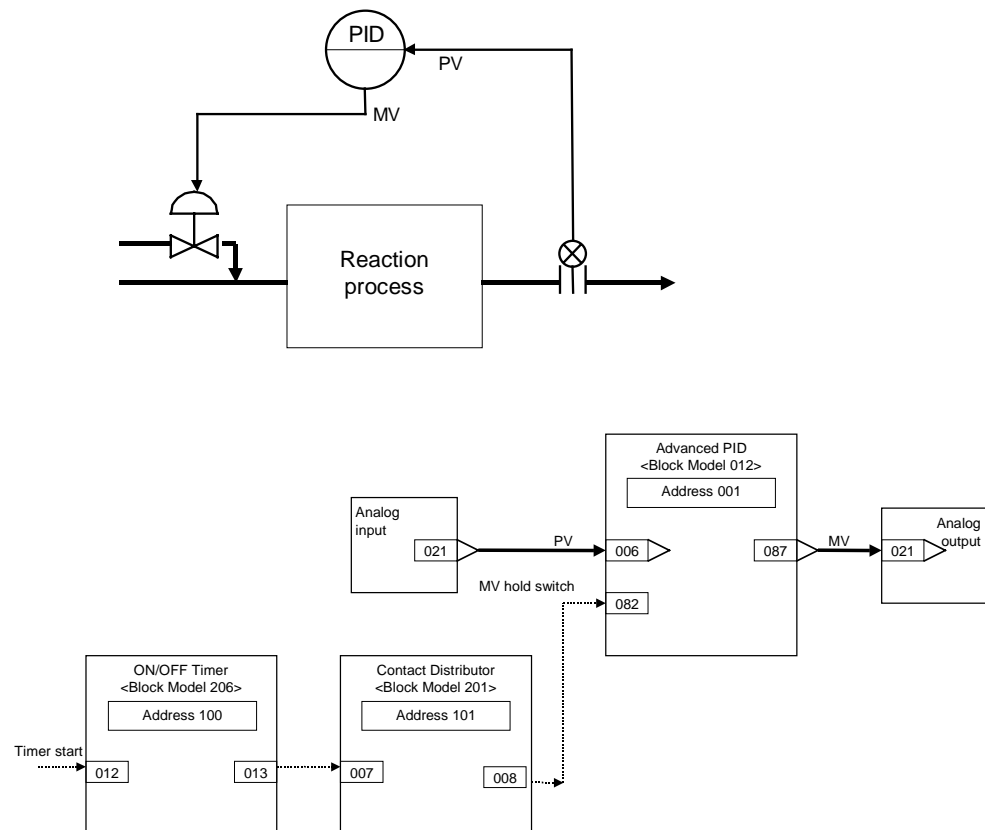 PID
PV
MV
Reaction
process
Advanced PID
<Block Model 012>
Address 001
Analog
input
021
PV
006
087
MV
Analog
output
021
MV hold switch
082
ON/OFF Timer
<Block Model 206>
Address 100
Contact Distributor
<Block Model 201>
Address 101
Timer start
012
013
007
008